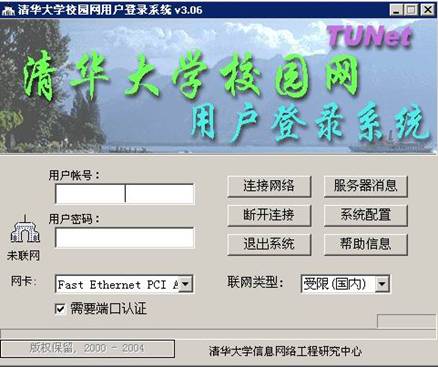 清华大学校园网用户登录系统 v3.06
TUNet
清华大学校园网
用户登录系统
用户帐号：
连接网络 服务器消息
用户密码：
断开连接 系统配置
未联网
退出系统 帮助信息
网卡： Fast Ethernet PCI A 联网类型： 受限(国内)
需要端口认证
版权保留, 2000 - 2004 清华大学信息网络工程研究中心